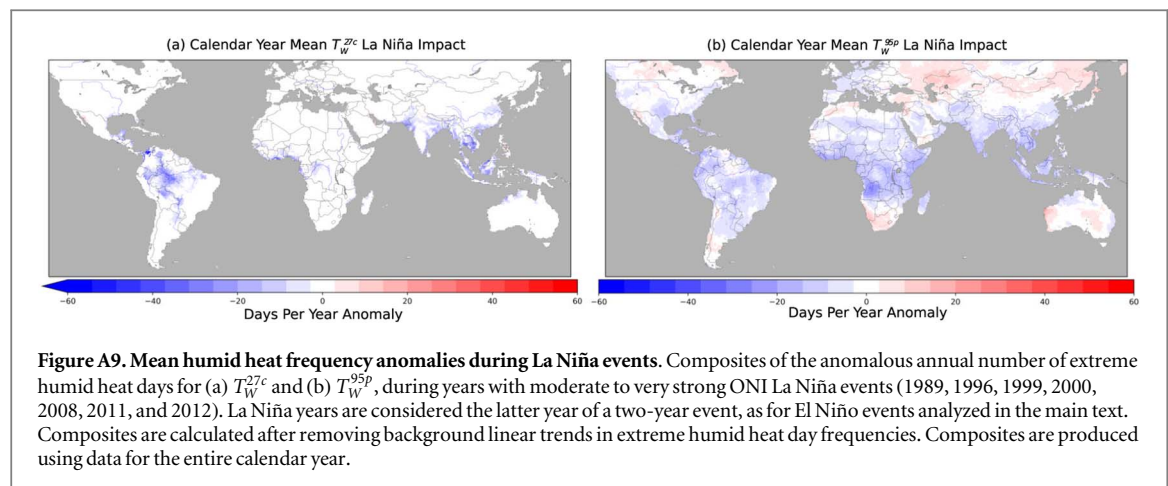 (a) Calendar Year Mean T_W^{27c} La Niña Impact
(b) Calendar Year Mean T_W^{95p} La Niña Impact
−60 −40 −20 0 20 40 60
Days Per Year Anomaly
−60 −40 −20 0 20 40 60
Days Per Year Anomaly
Figure A9. Mean humid heat frequency anomalies during La Niña events. Composites of the anomalous annual number of extreme
humid heat days for (a) T_W^{27c} and (b) T_W^{95p}, during years with moderate to very strong ONI La Niña events (1989, 1996, 1999, 2000,
2008, 2011, and 2012). La Niña years are considered the latter year of a two-year event, as for El Niño events analyzed in the main text.
Composites are calculated after removing background linear trends in extreme humid heat day frequencies. Composites are produced
using data for the entire calendar year.